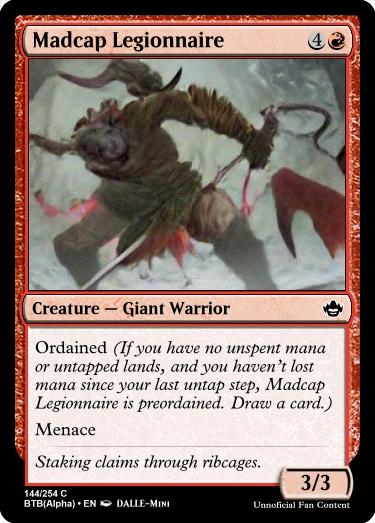 Madcap Legionnaire 4
Creature — Giant Warrior
Ordained (If you have no unspent mana
or untapped lands, and you haven't lost
mana since your last untap step, Madcap
Legionnaire is preordained. Draw a card.)
Menace
Staking claims through ribcages.
3/3
144/254 C
BTB(Alpha) • EN DALLE-Mini
Unnoficial Fan Content